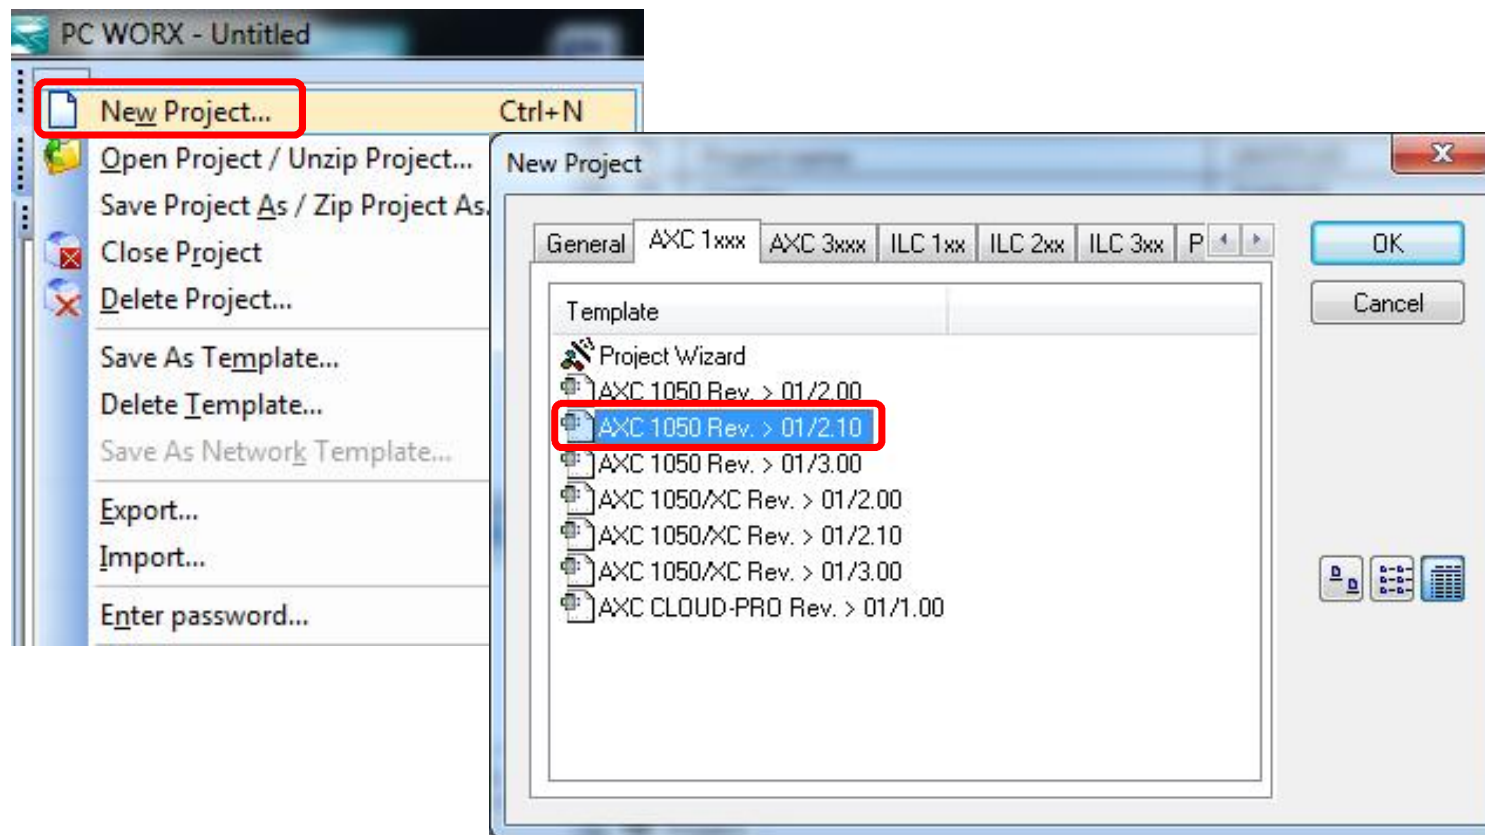 PC WORX - Untitled
New Project... Ctrl+N
Open Project / Unzip Project...
Save Project As / Zip Project As.
Close Project
Delete Project...
Save As Template...
Delete Template...
Save As Network Template...
Export...
Import...
Enter password...
New Project
General AXC 1xxx AXC 3xxx ILC 1xx ILC 2xx ILC 3xx P
OK
Cancel
Template
Project Wizard
AXC 1050 Rev. > 01/2.00
AXC 1050 Rev. > 01/2.10
AXC 1050 Rev. > 01/3.00
AXC 1050/XC Rev. > 01/2.00
AXC 1050/XC Rev. > 01/2.10
AXC 1050/XC Rev. > 01/3.00
AXC CLOUD-PRO Rev. > 01/1.00